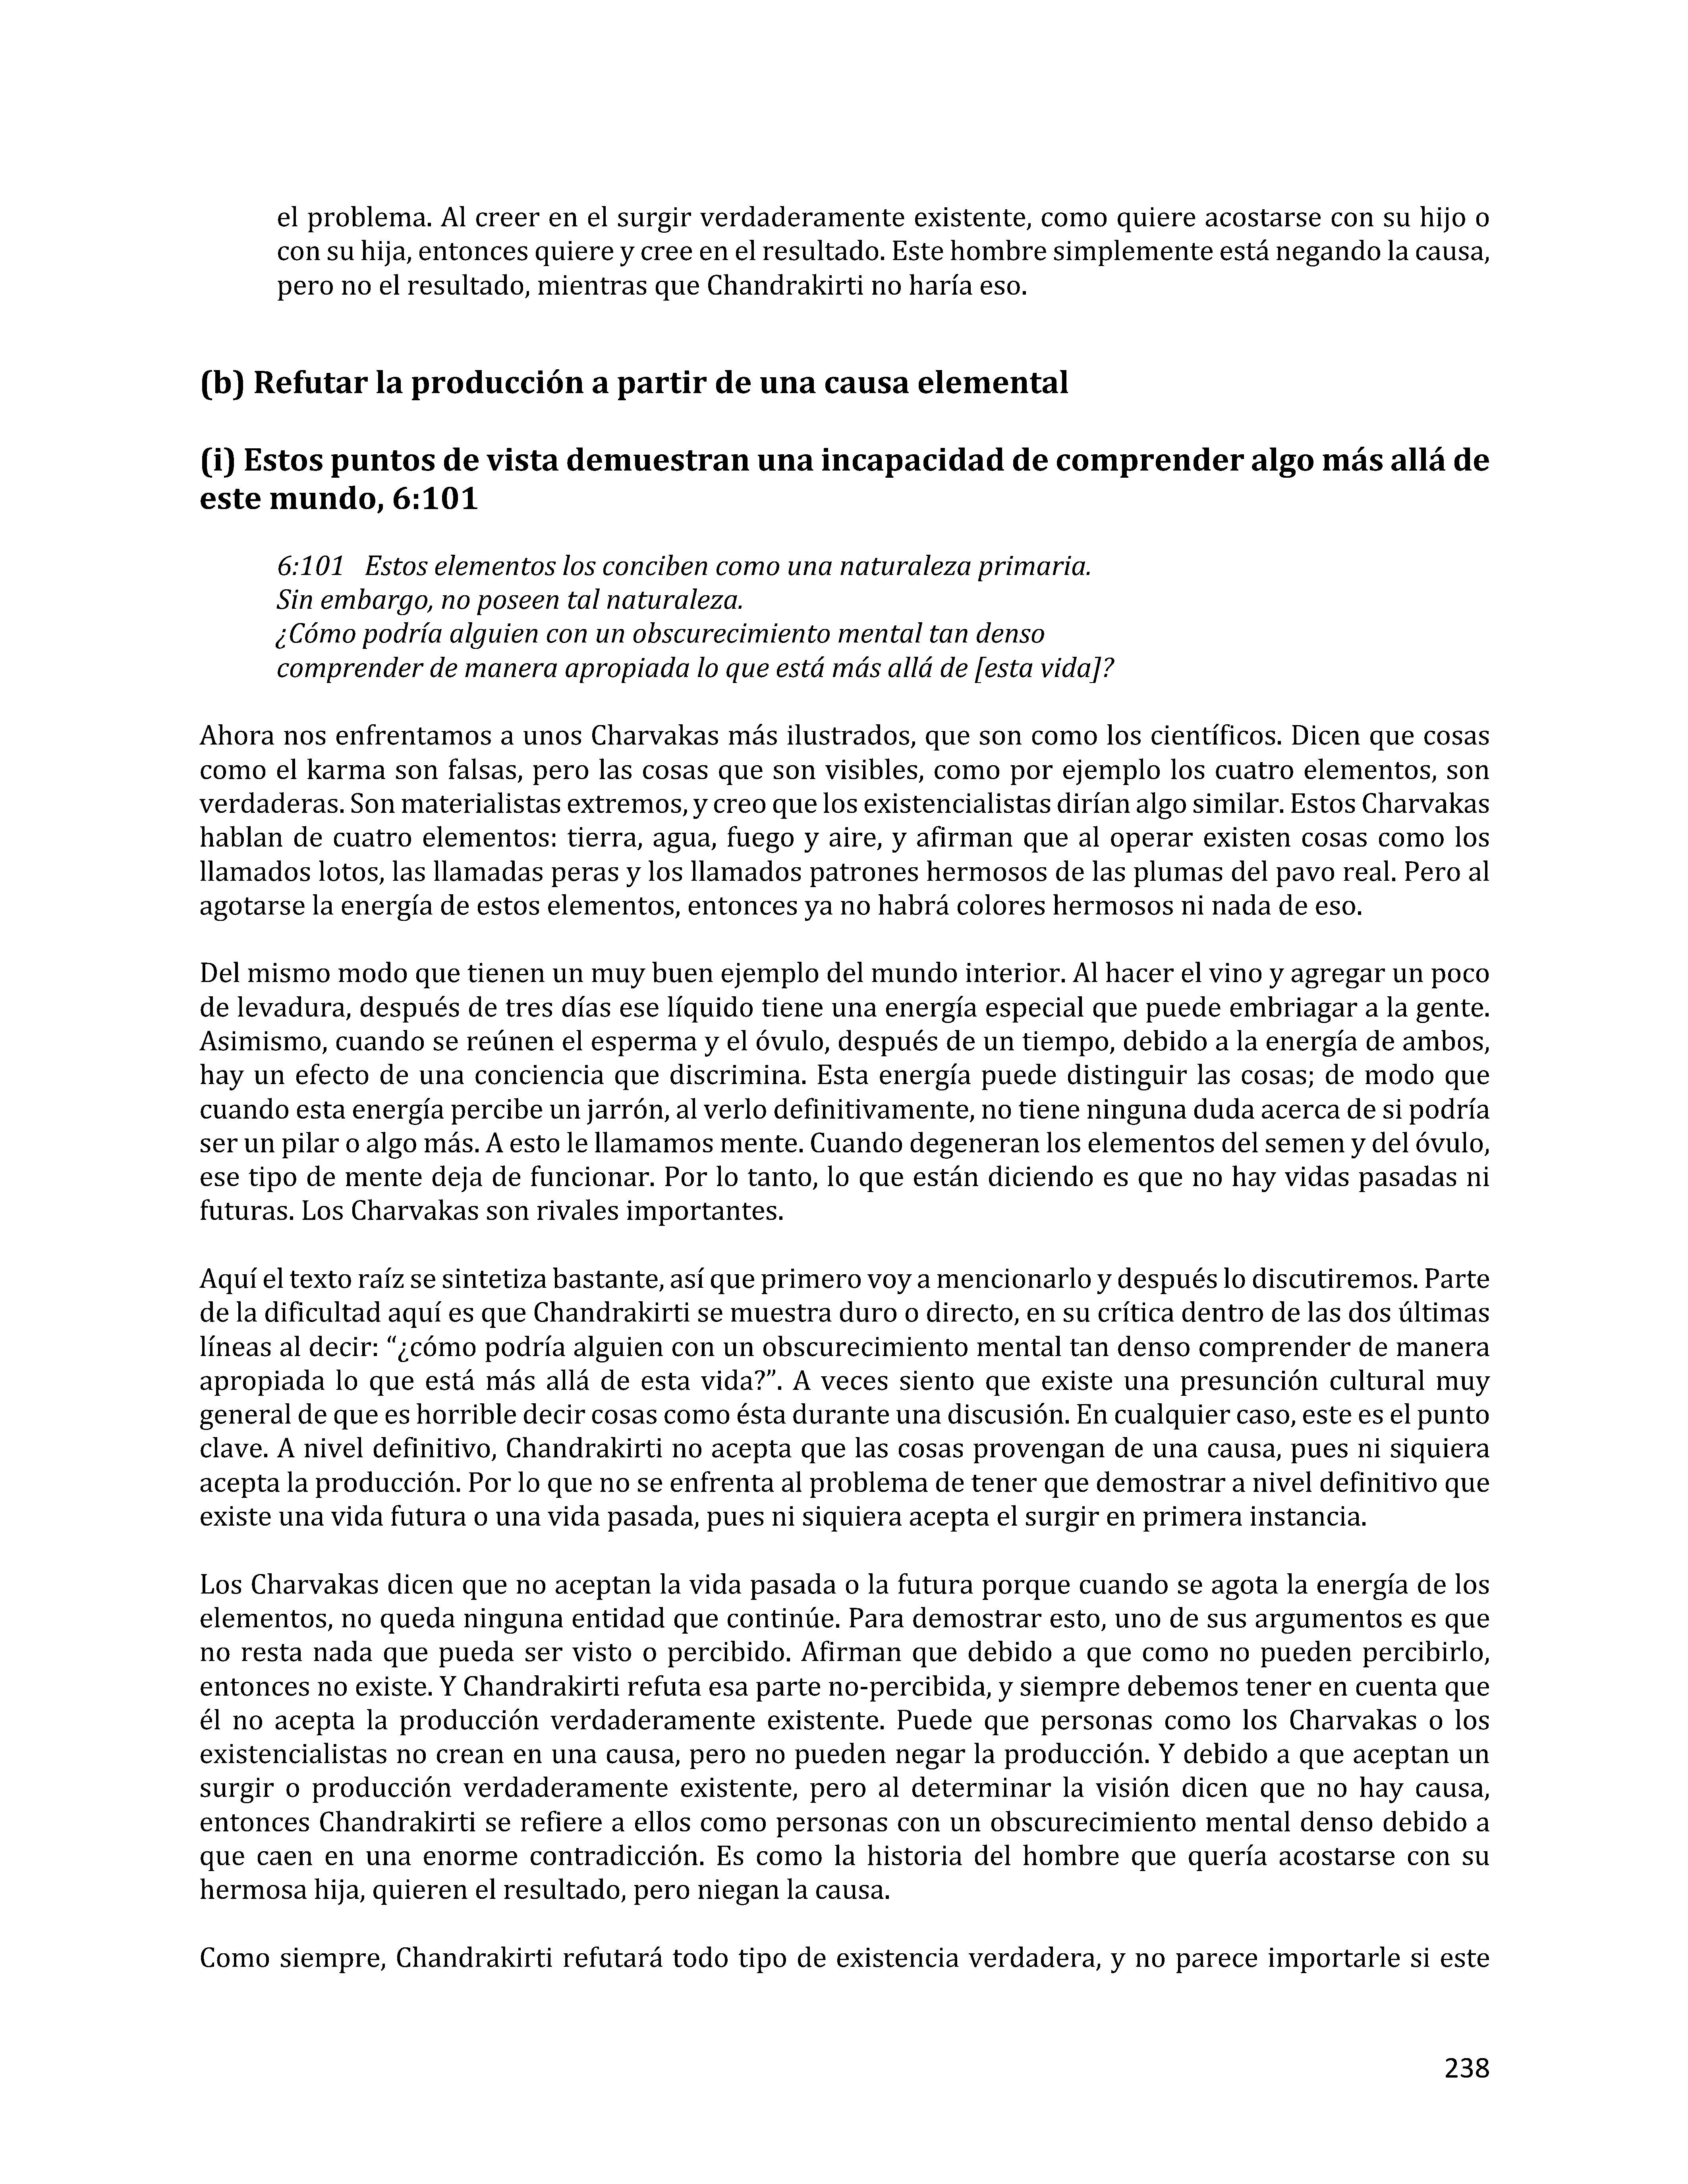 el problema. Al creer en el surgir verdaderamente existente, como quiere acostarse con su hijo o
con su hija, entonces quiere y cree en el resultado. Este hombre simplemente está negando la causa,
pero no el resultado, mientras que Chandrakirti no haría eso.
(b) Refutar la producción a partir de una causa elemental
(i) Estos puntos de vista demuestran una incapacidad de comprender algo más allá de
este mundo, 6:101
6:101 Estos elementos los conciben como una naturaleza primaria.
Sin embargo, no poseen tal naturaleza.
¿Cómo podría alguien con un obscurecimiento mental tan denso
comprender de manera apropiada lo que está más allá de [esta vida]?
Ahora nos enfrentamos a unos Charvakas más ilustrados, que son como los científicos. Dicen que cosas
como el karma son falsas, pero las cosas que son visibles, como por ejemplo los cuatro elementos, son
verdaderas. Son materialistas extremos, y creo que los existencialistas dirían algo similar. Estos Charvakas
hablan de cuatro elementos: tierra, agua, fuego y aire, y afirman que al operar existen cosas como los
llamados lotos, las llamadas peras y los llamados patrones hermosos de las plumas del pavo real. Pero al
agotarse la energía de estos elementos, entonces ya no habrá colores hermosos ni nada de eso.
Del mismo modo que tienen un muy buen ejemplo del mundo interior. Al hacer el vino y agregar un poco
de levadura, después de tres días ese líquido tiene una energía especial que puede embriagar a la gente.
Asimismo, cuando se reúnen el esperma y el óvulo, después de un tiempo, debido a la energía de ambos,
hay un efecto de una conciencia que discrimina. Esta energía puede distinguir las cosas; de modo que
cuando esta energía percibe un jarrón, al verlo definitivamente, no tiene ninguna duda acerca de si podría
ser un pilar o algo más. A esto le llamamos mente. Cuando degeneran los elementos del semen y del óvulo,
ese tipo de mente deja de funcionar. Por lo tanto, lo que están diciendo es que no hay vidas pasadas ni
futuras. Los Charvakas son rivales importantes.
Aquí el texto raíz se sintetiza bastante, así que primero voy a mencionarlo y después lo discutiremos. Parte
de la dificultad aquí es que Chandrakirti se muestra duro o directo, en su crítica dentro de las dos últimas
líneas al decir: “¿cómo podría alguien con un obscurecimiento mental tan denso comprender de manera
apropiada lo que está más allá de esta vida?”. A veces siento que existe una presunción cultural muy
general de que es horrible decir cosas como ésta durante una discusión. En cualquier caso, este es el punto
clave. A nivel definitivo, Chandrakirti no acepta que las cosas provengan de una causa, pues ni siquiera
acepta la producción. Por lo que no se enfrenta al problema de tener que demostrar a nivel definitivo que
existe una vida futura o una vida pasada, pues ni siquiera acepta el surgir en primera instancia.
Los Charvakas dicen que no aceptan la vida pasada o la futura porque cuando se agota la energía de los
elementos, no queda ninguna entidad que continúe. Para demostrar esto, uno de sus argumentos es que
no resta nada que pueda ser visto o percibido. Afirman que debido a que como no pueden percibirlo,
entonces no existe. Y Chandrakirti refuta esa parte no-percibida, y siempre debemos tener en cuenta que
él no acepta la producción verdaderamente existente. Puede que personas como los Charvakas o los
existencialistas no crean en una causa, pero no pueden negar la producción. Y debido a que aceptan un
surgir o producción verdaderamente existente, pero al determinar la visión dicen que no hay causa,
entonces Chandrakirti se refiere a ellos como personas con un obscurecimiento mental denso debido a
que caen en una enorme contradicción. Es como la historia del hombre que quería acostarse con su
hermosa hija, quieren el resultado, pero niegan la causa.
Como siempre, Chandrakirti refutará todo tipo de existencia verdadera, y no parece importarle si este
238